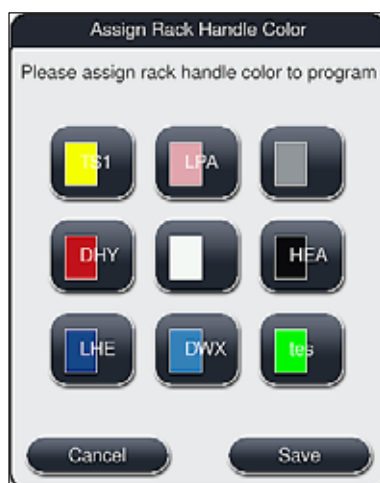 Assign Rack Handle Color
Please assign rack handle color to program
TS1 LPA
DHY HEA
LHE DWX tes
Cancel Save